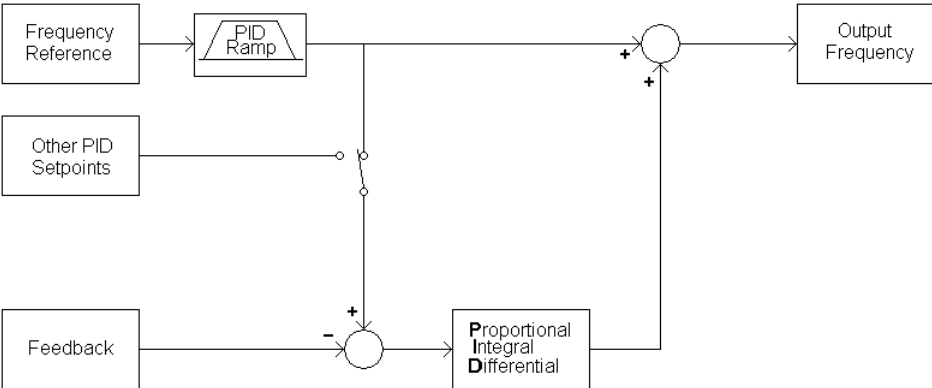 Frequency
Reference
PID
Ramp
Output
Frequency
+
+
Other PID
Setpoints
+
-
Feedback
Proportional
Integral
Differential